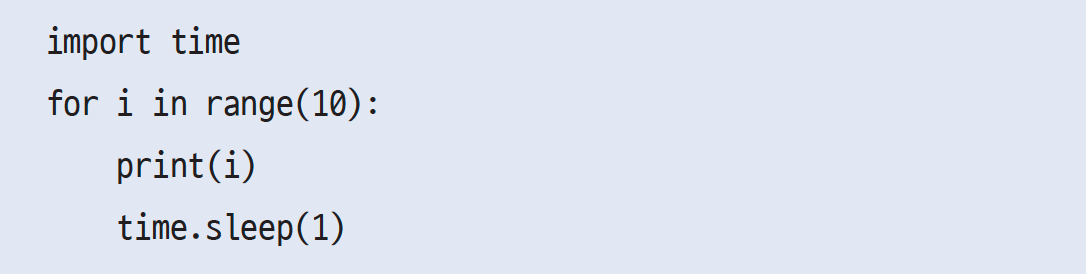 import time
for i in range(10):
    print(i)
    time.sleep(1)